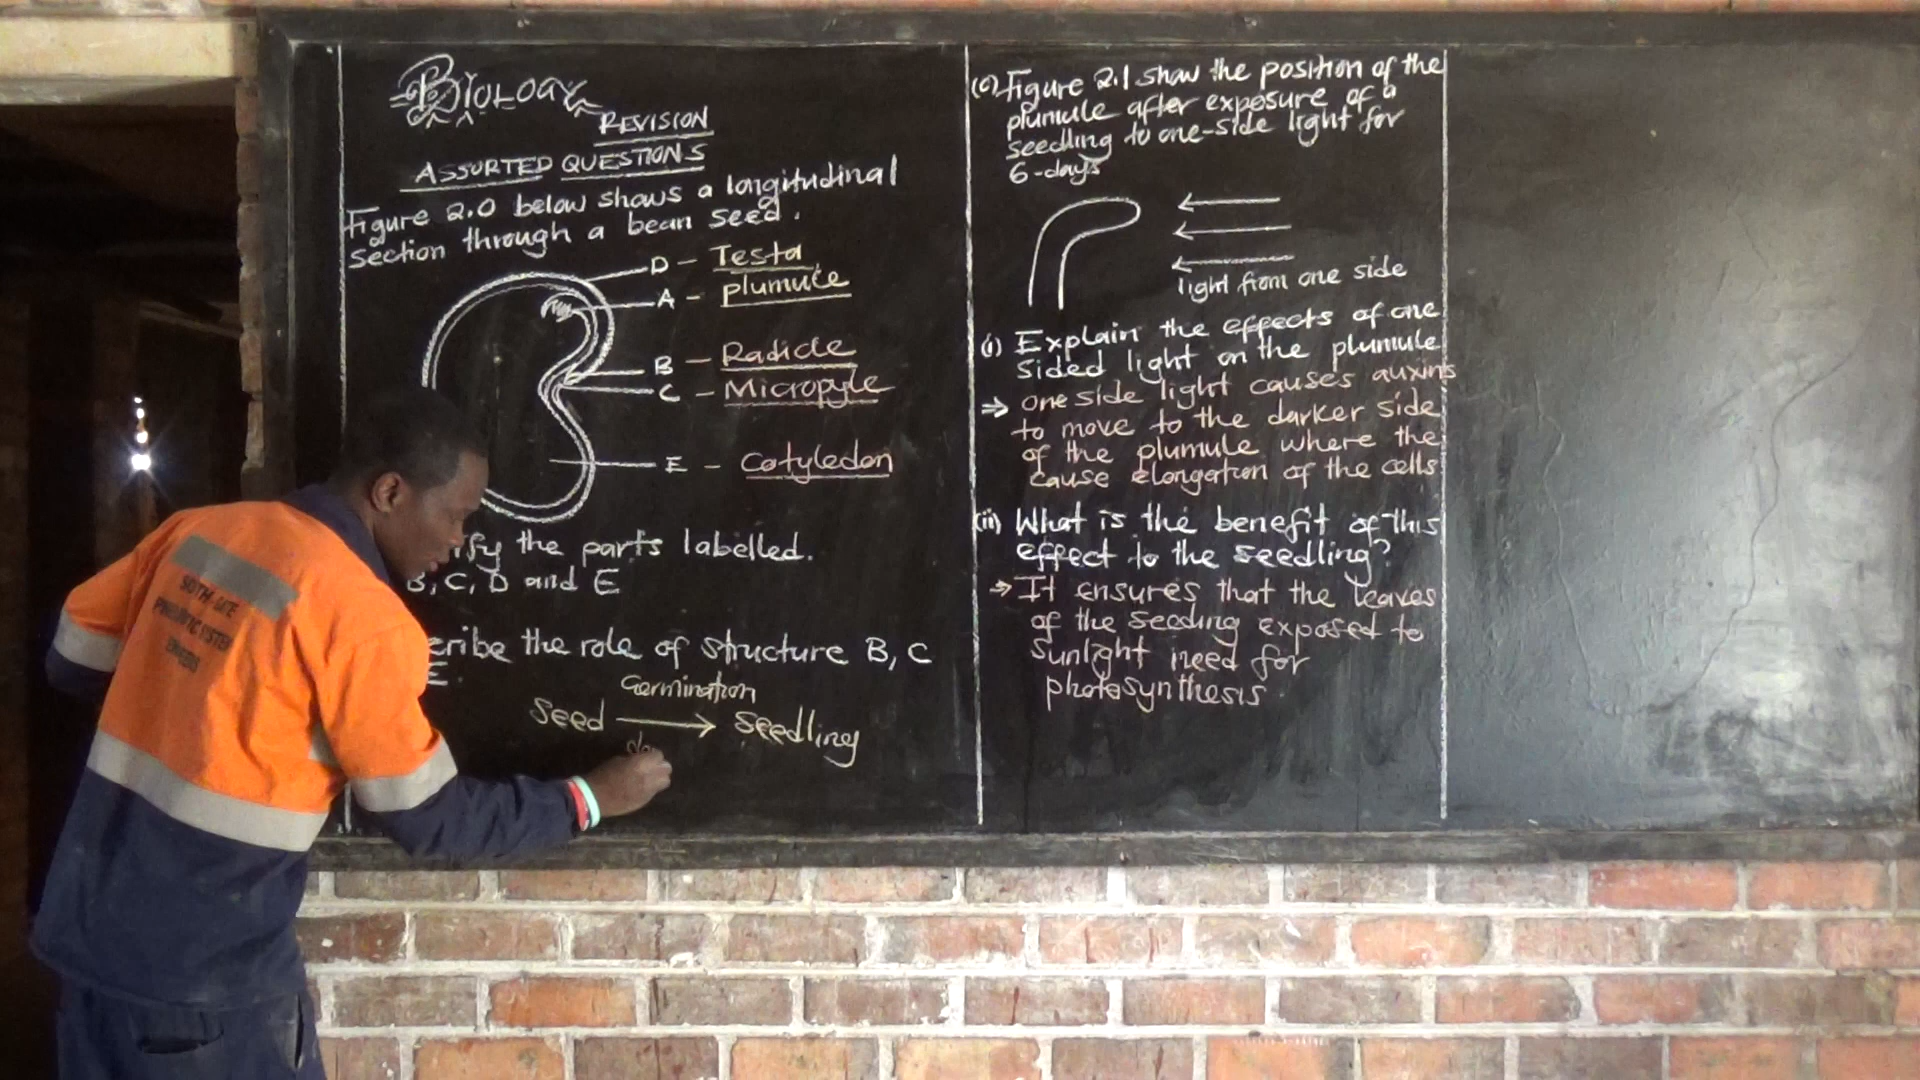 BIOLOGY
REVISION
ASSORTED QUESTIONS
Figure 2.0 below shows a longitudinal
section through a bean seed.
D - Testa
A - plumule
B - Radicle
C - Micropyle
E - Cotyledon
ify the parts labelled.
B, C, D and E
cribe the role of structure B, C
E.
Germination
Seed → Seedling
(c) Figure 2.1 show the position of the
plumule after exposure of a
seedling to one-side light for
6-days
light from one side
(i) Explain the effects of one
sided light on the plumule
⇒ one side light causes auxins
to move to the darker side
of the plumule where the
cause elongation of the cells
(ii) What is the benefit of this
effect to the seedling?
⇒ It ensures that the leaves
of the seeding exposed to
sunlight need for
photosynthesis.